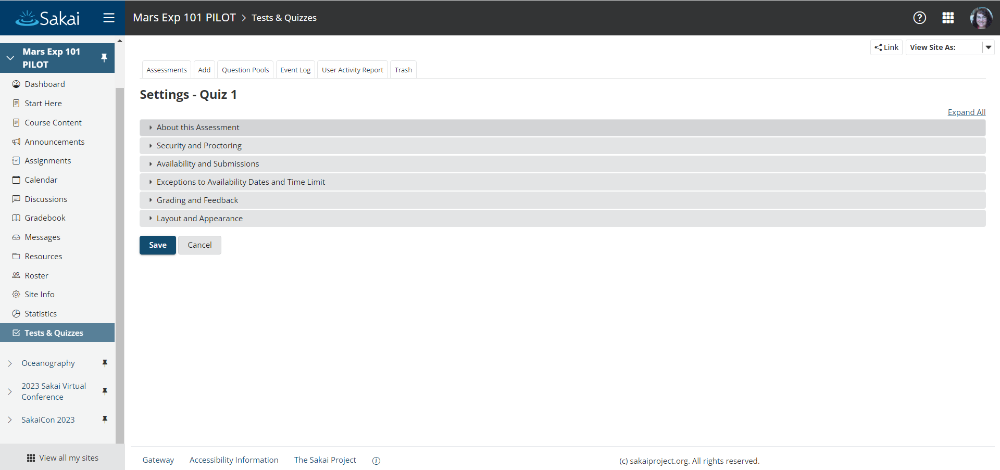 Sakai
Mars Exp 101 PILOT > Tests & Quizzes
Link
View Site As:
Mars Exp 101
PILOT
Dashboard
Start Here
Course Content
Announcements
Assignments
Calendar
Discussions
Gradebook
Messages
Resources
Roster
Site Info
Statistics
Tests & Quizzes
Oceanography
2023 Sakai Virtual
Conference
SakaiCon 2023
View all my sites
Assessments Add Question Pools Event Log User Activity Report Trash
Settings - Quiz 1
Expand All
About this Assessment
Security and Proctoring
Availability and Submissions
Exceptions to Availability Dates and Time Limit
Grading and Feedback
Layout and Appearance
Save Cancel
Gateway Accessibility Information The Sakai Project
(c) sakaiproject.org. All rights reserved.